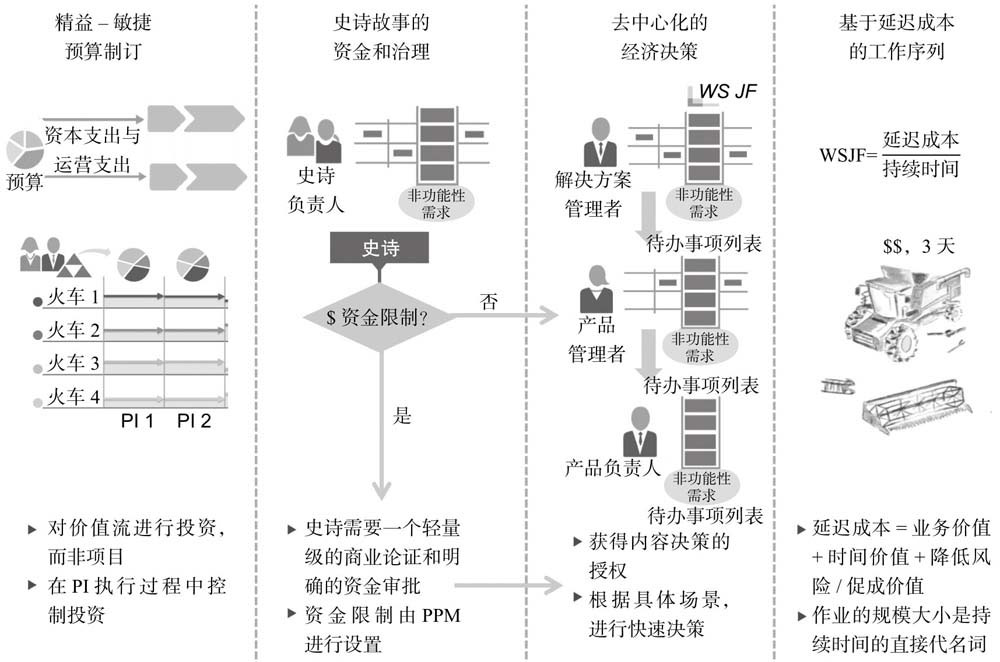 精益 – 敏捷
预算制订
资本支出与
运营支出
预算
火车 1
火车 2
火车 3
火车 4
PI 1 PI 2
▸ 对价值流进行投资，
而非项目
▸ 在 PI 执行过程中控
制投资
史诗故事的
资金和治理
史诗
负责人
非功能性
需求
史诗
$ 资金限制？
否
是
▸ 史诗需要一个轻量
级的商业论证和明
确的资金审批
▸ 资金限制由 PPM
进行设置
去中心化的
经济决策
WS JF
解决方案
管理者
非功能性
需求
待办事项列表
产品
管理者
非功能性
需求
待办事项列表
产品负责人
非功能性
需求
待办事项列表
▸ 获得内容决策的
授权
▸ 根据具体场景，
进行快速决策
基于延迟成本
的工作序列
WSJF=延迟成本
持续时间
$$，3 天
▸ 延迟成本 = 业务价值
+ 时间价值 + 降低风
险 / 促成价值
▸ 作业的规模大小是持
续时间的直接代名词